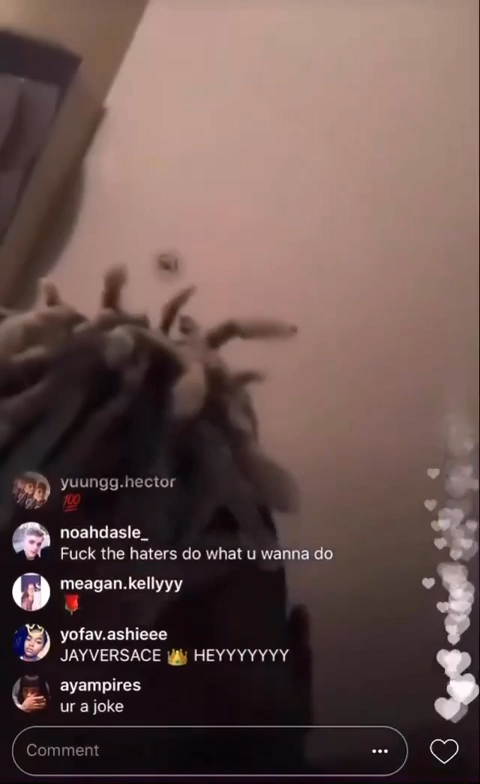 yuungg.hector
💯
noahdasle_
Fuck the haters do what u wanna do
meagan.kellyyy
🌹
yofav.ashieee
JAYVERSACE 👑 HEYYYYYYY
ayampires
ur a joke
Comment